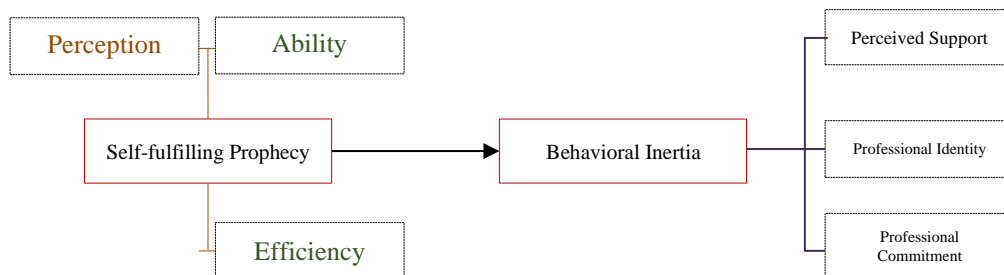 Perception
Ability
Perceived Support
Self-fulfilling Prophecy
Behavioral Inertia
Professional Identity
Efficiency
Professional
Commitment